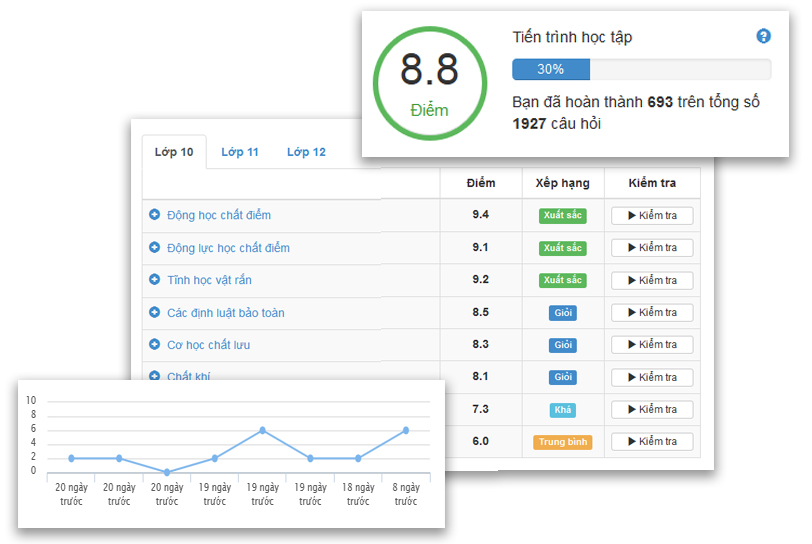 8.8
Điểm
Tiến trình học tập
30%
Bạn đã hoàn thành 693 trên tổng số
1927 câu hỏi
Lớp 10 Lớp 11 Lớp 12
Điểm Xếp hạng Kiểm tra
Động học chất điểm 9.4 Xuất sắc Kiểm tra
Động lực học chất điểm 9.1 Xuất sắc Kiểm tra
Tĩnh học vật rắn 9.2 Xuất sắc Kiểm tra
Các định luật bảo toàn 8.5 Giỏi Kiểm tra
Cơ học chất lưu 8.3 Giỏi Kiểm tra
Chất khí 8.1 Giỏi Kiểm tra
7.3 Khá Kiểm tra
6.0 Trung bình Kiểm tra
10
8
6
4
2
0
20 ngày 20 ngày 20 ngày 19 ngày 19 ngày 19 ngày 18 ngày 8 ngày
trước trước trước trước trước trước trước trước